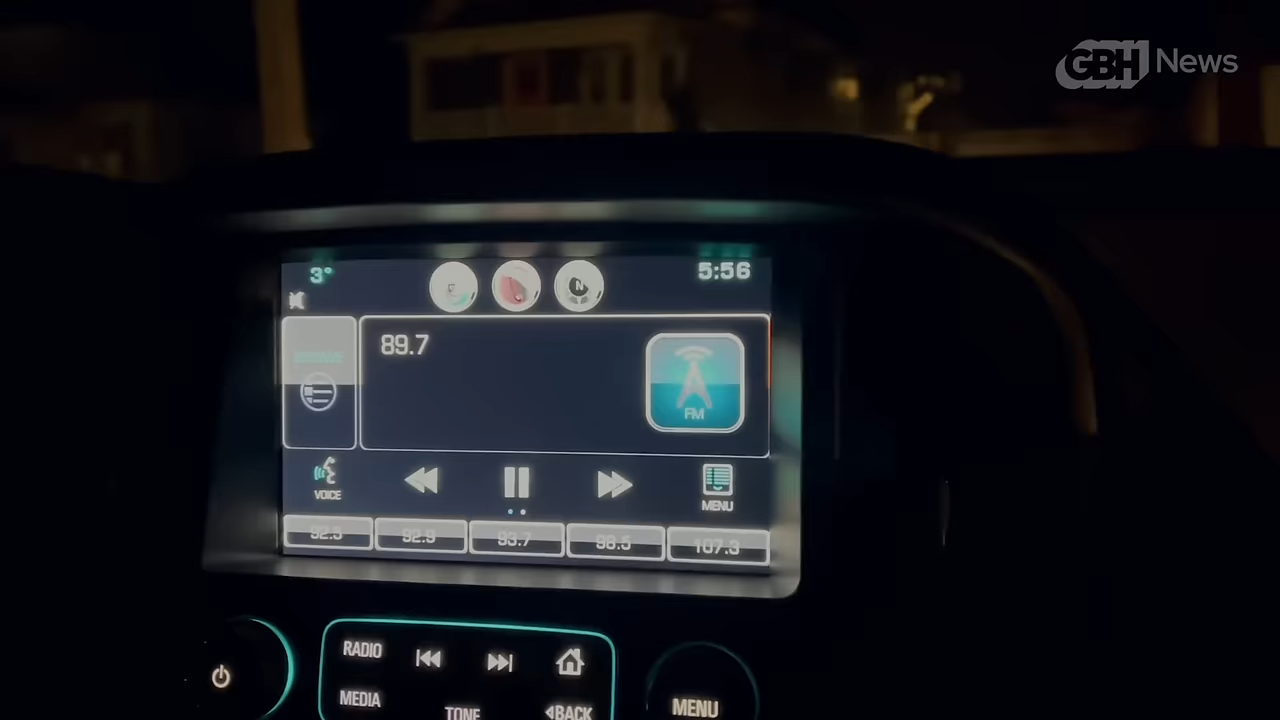 GBH News
3°
5:56
N
89.7
FM
VOICE
MENU
92.5
92.9
93.7
98.5
107.3
RADIO
MEDIA
TONE
BACK
MENU